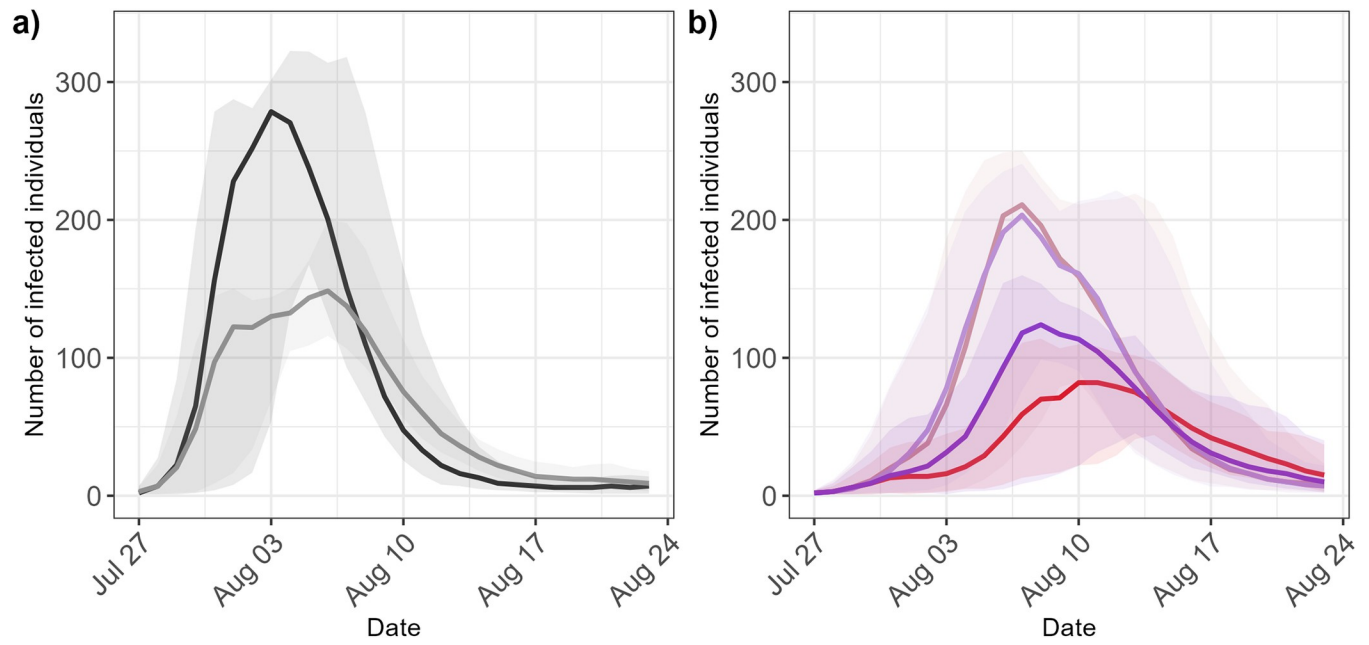 a)
Number of infected individuals
300
200
100
0
Jul 27
Aug 03
Aug 10
Aug 17
Aug 24
Date
b)
Number of infected individuals
300
200
100
0
Jul 27
Aug 03
Aug 10
Aug 17
Aug 24
Date